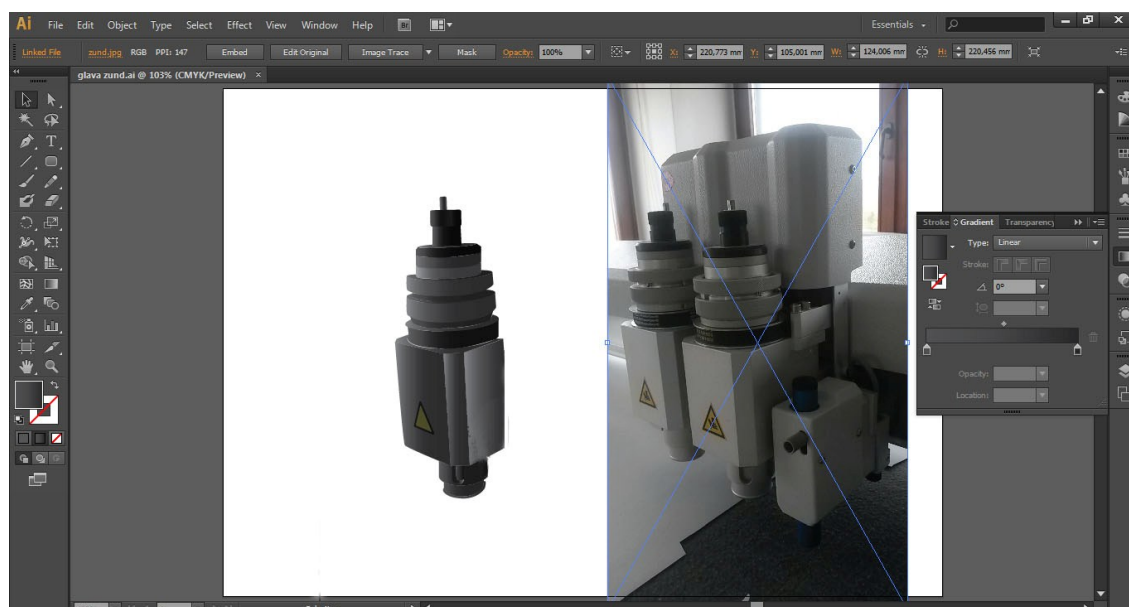 Ai File Edit Object Type Select Effect View Window Help Br Essentials
Linked File zund.jpg RGB PPI: 147 Embed Edit Original Image Trace Mask Opacity: 100% X: 220,773 mm Y: 105,001 mm W: 124,006 mm H: 220,456 mm
glava zund.ai @ 103% (CMYK/Preview) ×
Stroke Gradient Transparency
Type: Linear
Stroke:
0°
Opacity:
Location: